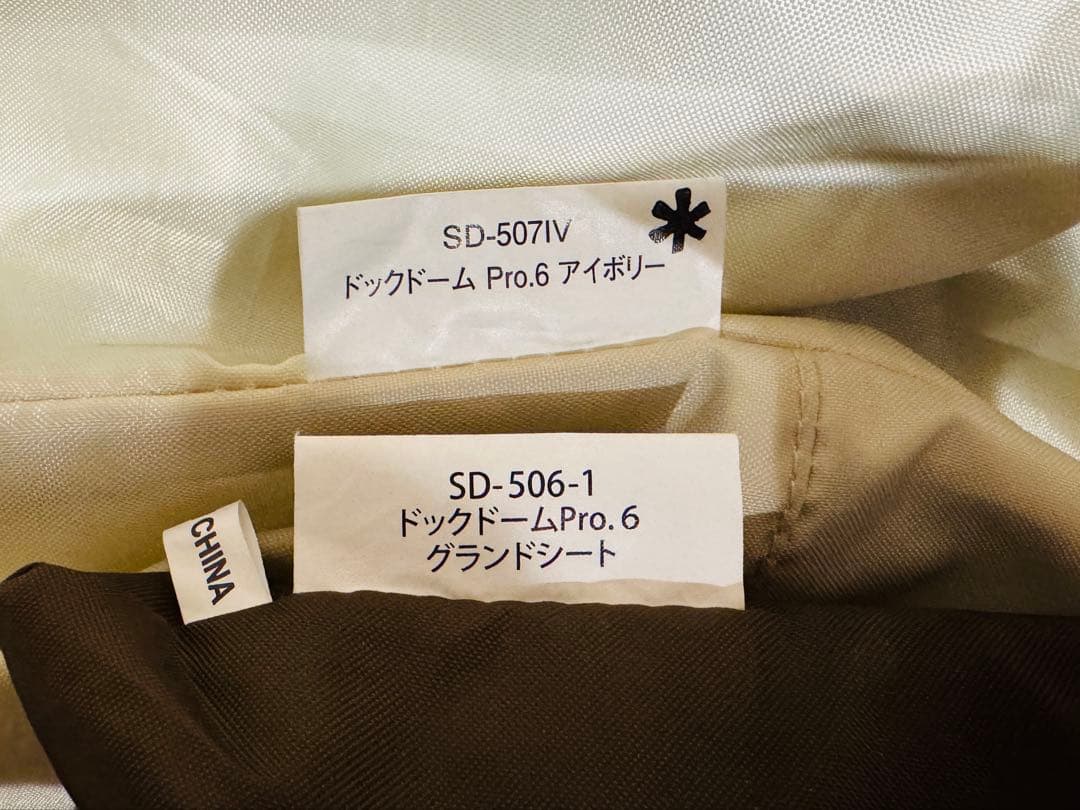 SD-507IV
ドックドーム Pro.6 アイボリー
SD-506-1
ドックドームPro.6
グランドシート
CHINA